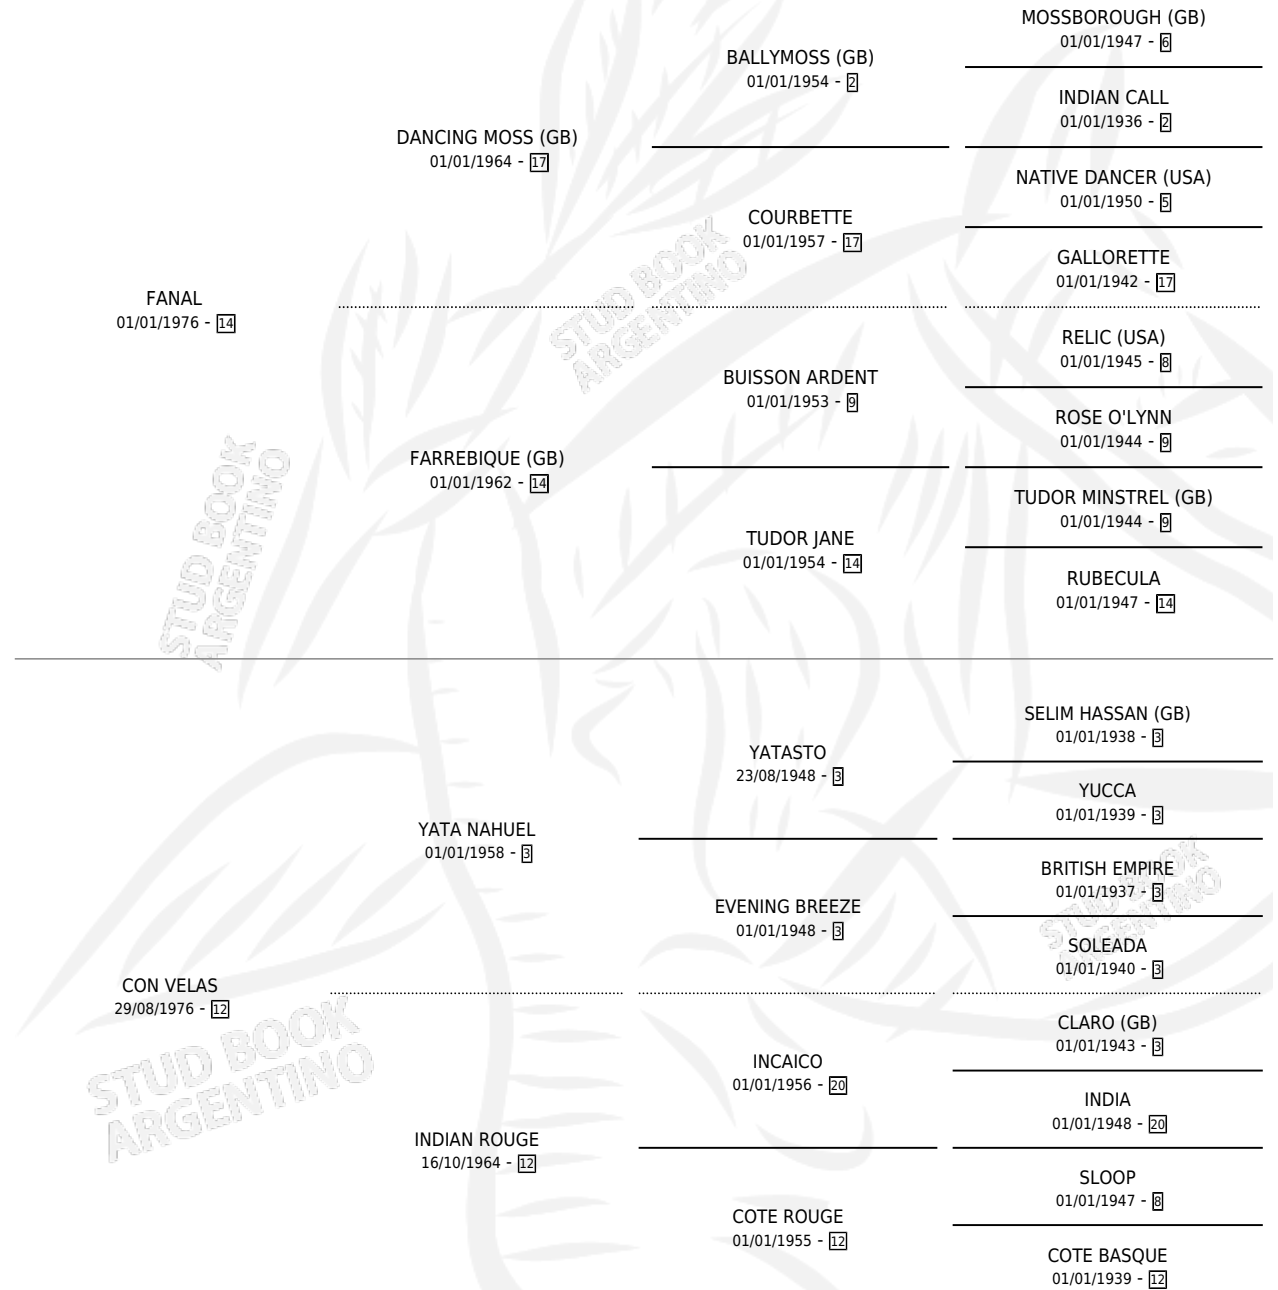 MOSSBOROUGH (GB)
01/01/1947 - 6
BALLYMOSS (GB)
01/01/1954 - 2
INDIAN CALL
01/01/1936 - 2
DANCING MOSS (GB)
01/01/1964 - 17
NATIVE DANCER (USA)
01/01/1950 - 5
COURBETTE
01/01/1957 - 17
GALLORETTE
01/01/1942 - 17
FANAL
01/01/1976 - 14
RELIC (USA)
01/01/1945 - 8
BUISSON ARDENT
01/01/1953 - 9
ROSE O'LYNN
01/01/1944 - 9
FARREBIQUE (GB)
01/01/1962 - 14
TUDOR MINSTREL (GB)
01/01/1944 - 9
TUDOR JANE
01/01/1954 - 14
RUBECULA
01/01/1947 - 14
SELIM HASSAN (GB)
01/01/1938 - 3
YATASTO
23/08/1948 - 3
YUCCA
01/01/1939 - 3
YATA NAHUEL
01/01/1958 - 3
BRITISH EMPIRE
01/01/1937 - 3
EVENING BREEZE
01/01/1948 - 3
SOLEADA
01/01/1940 - 3
CON VELAS
29/08/1976 - 12
CLARO (GB)
01/01/1943 - 3
INCAICO
01/01/1956 - 20
INDIA
01/01/1948 - 20
INDIAN ROUGE
16/10/1964 - 12
SLOOP
01/01/1947 - 8
COTE ROUGE
01/01/1955 - 12
COTE BASQUE
01/01/1939 - 12
STUD BOOK
ARGENTINO
STUD BOOK
ARGENTINO
STUD BOOK
ARGENTINO
STUD BOOK
ARGENTINO